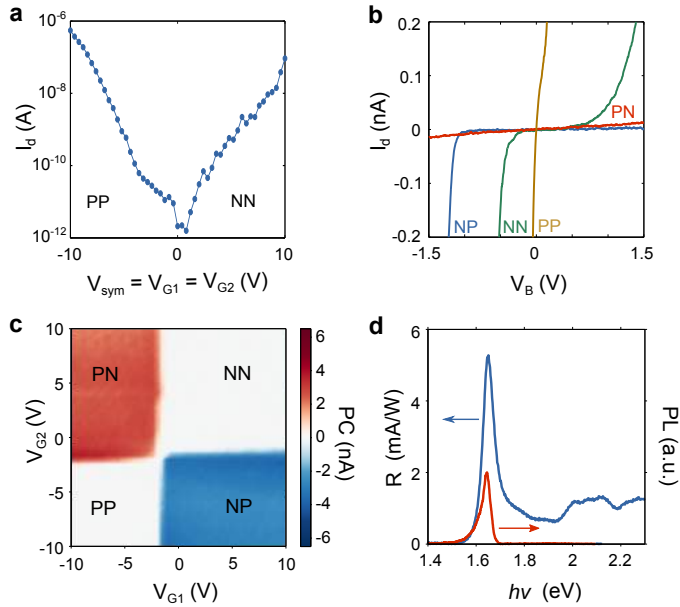 a
10⁻⁶
10⁻⁸
10⁻¹⁰
10⁻¹²
I_d (A)
PP
NN
-10
0
10
V_sym = V_G1 = V_G2 (V)
b
0.2
0.1
0
-0.1
-0.2
I_d (nA)
PN
NP
NN
PP
-1.5
0
1.5
V_B (V)
c
10
5
0
-5
-10
V_G2 (V)
PN
NN
PP
NP
-10
-5
0
5
10
V_G1 (V)
6
4
2
0
-2
-4
-6
PC (nA)
d
6
4
2
0
R (mA/W)
PL (a.u.)
1.4
1.6
1.8
2
2.2
hv (eV)